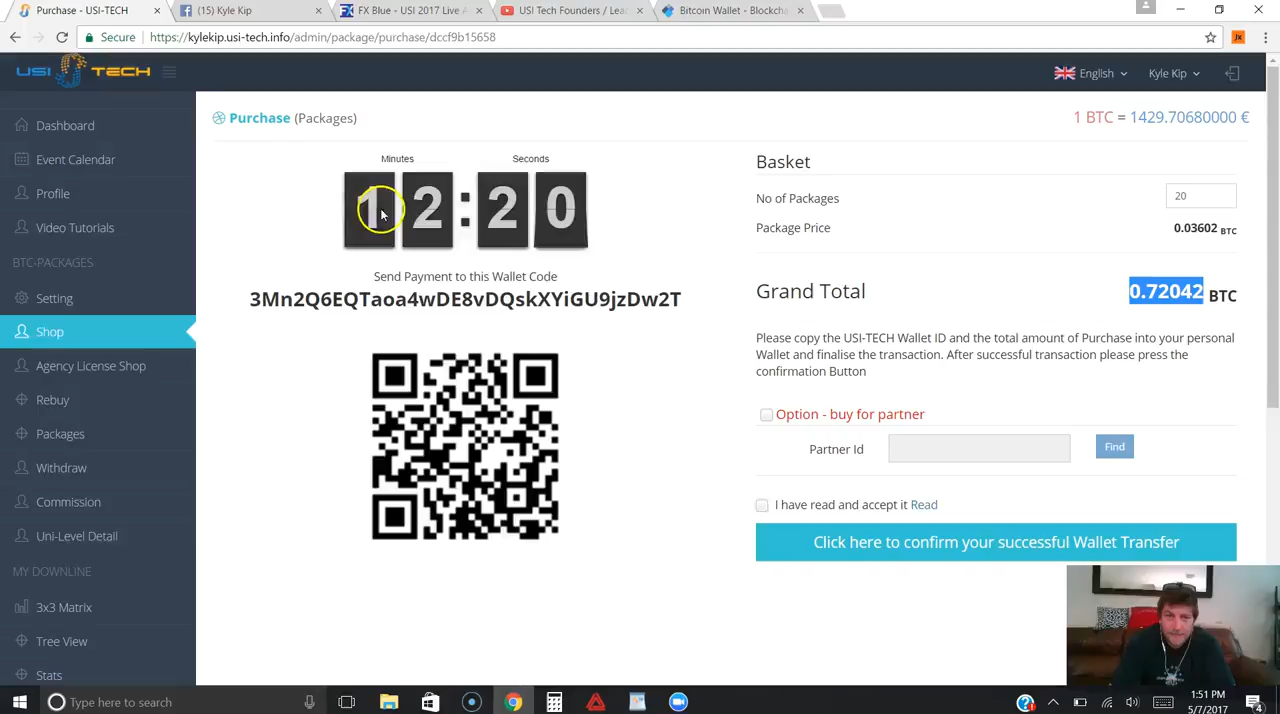 Purchase - USI-TECH
(15) Kyle Kip
FX Blue - USI 2017 Live A
USI Tech Founders / Lea
Bitcoin Wallet - Blockcha
Secure
https://kylekip.usi-tech.info/admin/package/purchase/dccf9b15658
USI TECH
English
Kyle Kip
Dashboard
Event Calendar
Profile
Video Tutorials
BTC-PACKAGES
Setting
Shop
Agency License Shop
Rebuy
Packages
Withdraw
Commission
Uni-Level Detail
MY DOWNLINE
3x3 Matrix
Tree View
Stats
Purchase (Packages)
1 BTC = 1429.70680000 €
Minutes Seconds
12:20
Send Payment to this Wallet Code
3Mn2Q6EQTaoa4wDE8vDQskXYiGU9jzDw2T
Basket
No of Packages 20
Package Price 0.03602 BTC
Grand Total 0.72042 BTC
Please copy the USI-TECH Wallet ID and the total amount of Purchase into your personal
Wallet and finalise the transaction. After successful transaction please press the
confirmation Button
Option - buy for partner
Partner Id Find
I have read and accept it Read
Click here to confirm your successful Wallet Transfer
Type here to search
1:51 PM
5/7/2017